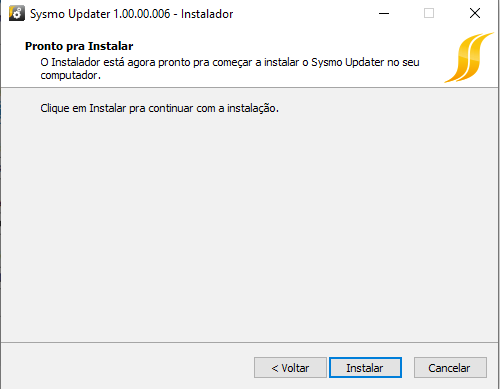 Sysmo Updater 1.00.00.006 - Instalador
Pronto pra Instalar
O Instalador está agora pronto pra começar a instalar o Sysmo Updater no seu
computador.
Clique em Instalar pra continuar com a instalação.
< Voltar
Instalar
Cancelar